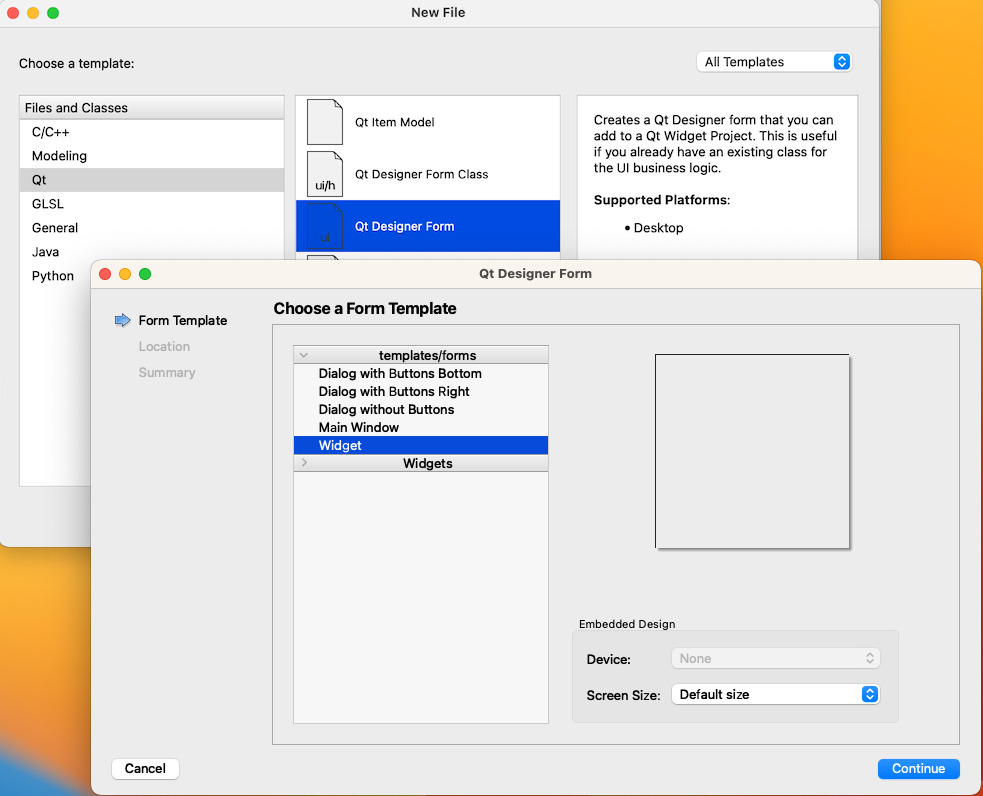 New File
Choose a template:
All Templates
Files and Classes
C/C++
Modeling
Qt
GLSL
General
Java
Python
Qt Item Model
ui/h
Qt Designer Form Class
ui
Qt Designer Form
Creates a Qt Designer form that you can
add to a Qt Widget Project. This is useful
if you already have an existing class for
the UI business logic.
Supported Platforms:
• Desktop
Qt Designer Form
Form Template
Location
Summary
Choose a Form Template
templates/forms
Dialog with Buttons Bottom
Dialog with Buttons Right
Dialog without Buttons
Main Window
Widget
Widgets
Embedded Design
Device:
None
Screen Size:
Default size
Cancel
Continue